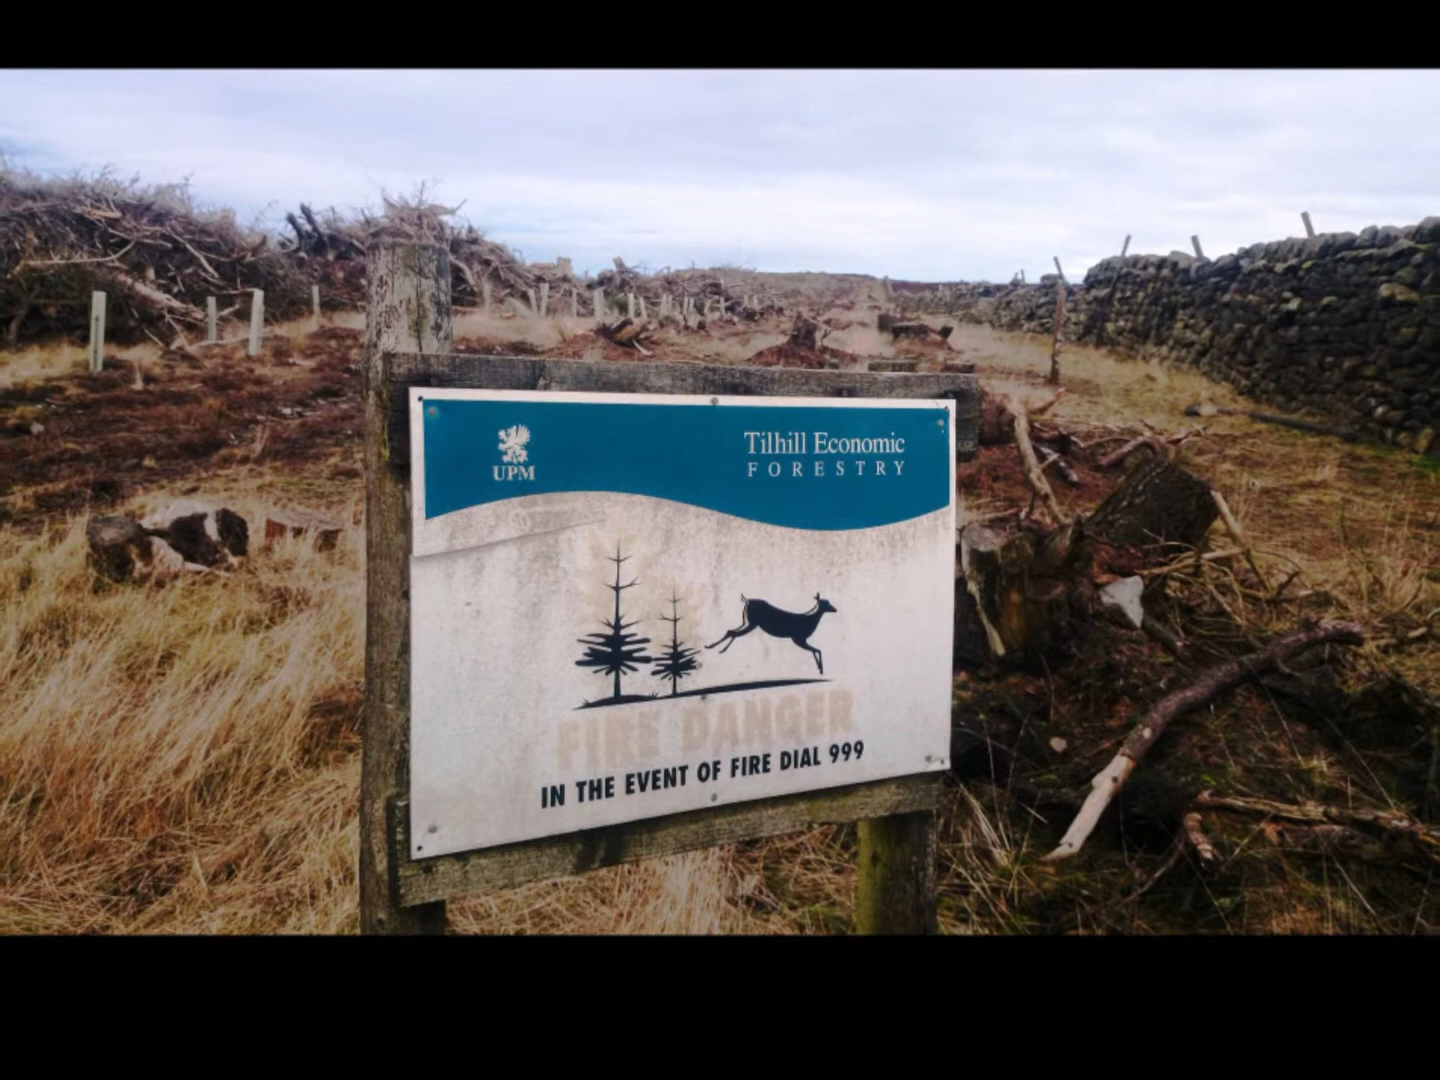 UPM
Tilhill Economic
FORESTRY
FIRE DANGER
IN THE EVENT OF FIRE DIAL 999